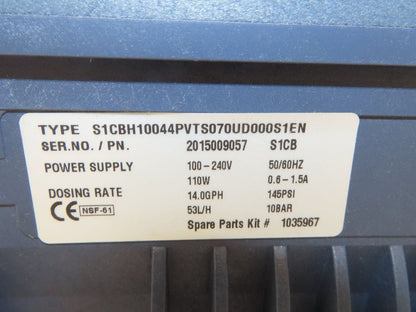 TYPE S1CBH10044PVTS070UD000S1EN
SER.NO. / PN. 2015009057 S1CB
POWER SUPPLY 100-240V 50/60HZ
110W 0.6-1.5A
DOSING RATE 14.0GPH 145PSI
CE NSF-61 53L/H 10BAR
Spare Parts Kit # 1035967